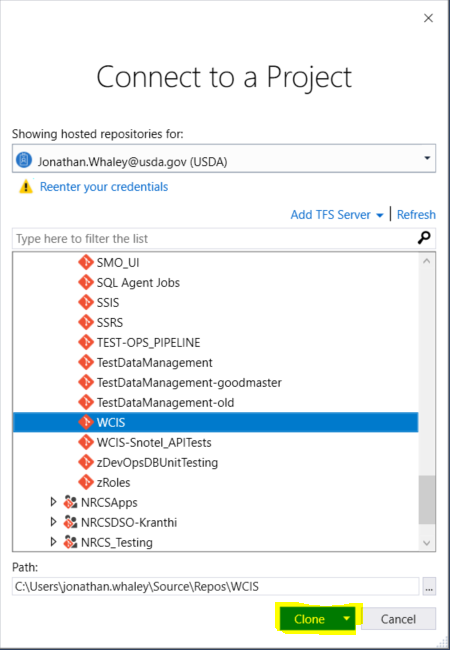 Connect to a Project
Showing hosted repositories for:
Jonathan.Whaley@usda.gov (USDA)
Reenter your credentials
Add TFS Server | Refresh
Type here to filter the list
SMO_UI
SQL Agent Jobs
SSIS
SSRS
TEST-OPS_PIPELINE
TestDataManagement
TestDataManagement-goodmaster
TestDataManagement-old
WCIS
WCIS-Snotel_APITests
zDevOpsDBUnitTesting
zRoles
NRCSApps
NRCSDSO-Kranthi
NRCS_Testing
Path:
C:\Users\jonathan.whaley\Source\Repos\WCIS ...
Clone Cancel